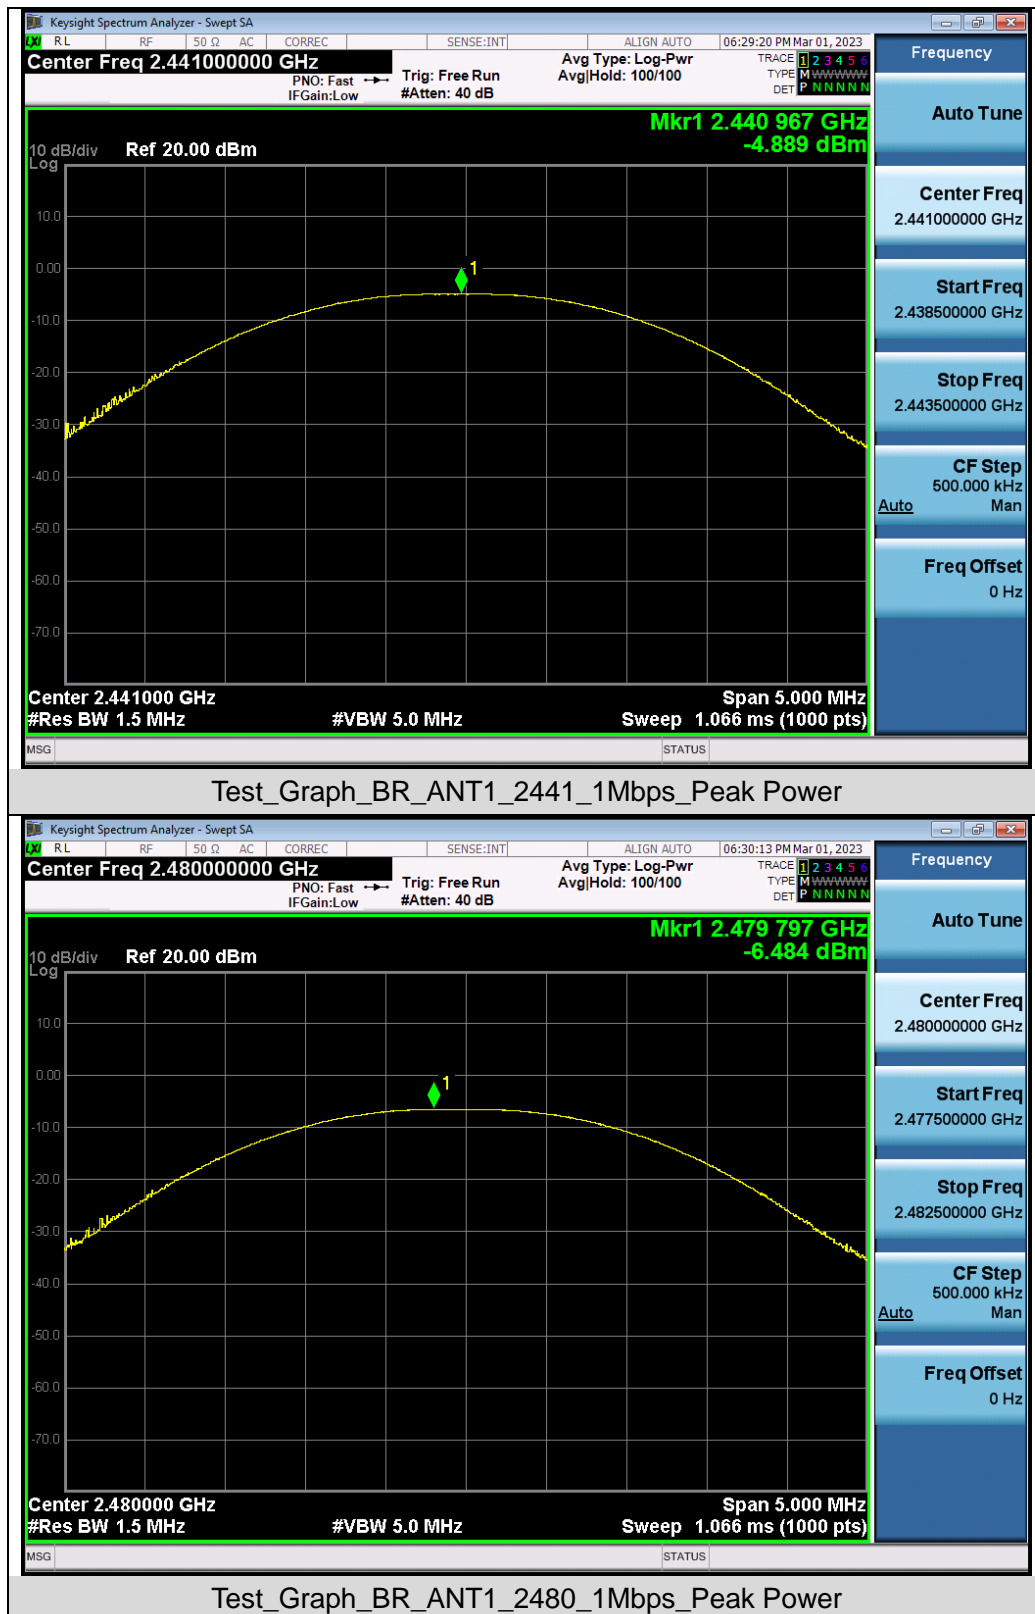 Keysight Spectrum Analyzer - Swept SA
LXI RL RF 50 Ω AC CORREC SENSE:INT ALIGN AUTO 06:29:20 PM Mar 01, 2023
Center Freq 2.441000000 GHz
PNO: Fast
IFGain:Low
Trig: Free Run
#Atten: 40 dB
Avg Type: Log-Pwr
Avg|Hold: 100/100
TRACE 1 2 3 4 5 6
TYPE M WWWWW
DET P N N N N N
Mkr1 2.440 967 GHz
-4.889 dBm
10 dB/div Ref 20.00 dBm
Log
10.0
0.00
1
-10.0
-20.0
-30.0
-40.0
-50.0
-60.0
-70.0
Center 2.441000 GHz Span 5.000 MHz
#Res BW 1.5 MHz #VBW 5.0 MHz Sweep 1.066 ms (1000 pts)
MSG STATUS
Frequency
Auto Tune
Center Freq
2.441000000 GHz
Start Freq
2.438500000 GHz
Stop Freq
2.443500000 GHz
CF Step
500.000 kHz
Auto Man
Freq Offset
0 Hz
Test_Graph_BR_ANT1_2441_1Mbps_Peak Power
Keysight Spectrum Analyzer - Swept SA
LXI RL RF 50 Ω AC CORREC SENSE:INT ALIGN AUTO 06:30:13 PM Mar 01, 2023
Center Freq 2.480000000 GHz
PNO: Fast
IFGain:Low
Trig: Free Run
#Atten: 40 dB
Avg Type: Log-Pwr
Avg|Hold: 100/100
TRACE 1 2 3 4 5 6
TYPE M WWWWW
DET P N N N N N
Mkr1 2.479 797 GHz
-6.484 dBm
10 dB/div Ref 20.00 dBm
Log
10.0
0.00
1
-10.0
-20.0
-30.0
-40.0
-50.0
-60.0
-70.0
Center 2.480000 GHz Span 5.000 MHz
#Res BW 1.5 MHz #VBW 5.0 MHz Sweep 1.066 ms (1000 pts)
MSG STATUS
Frequency
Auto Tune
Center Freq
2.480000000 GHz
Start Freq
2.477500000 GHz
Stop Freq
2.482500000 GHz
CF Step
500.000 kHz
Auto Man
Freq Offset
0 Hz
Test_Graph_BR_ANT1_2480_1Mbps_Peak Power